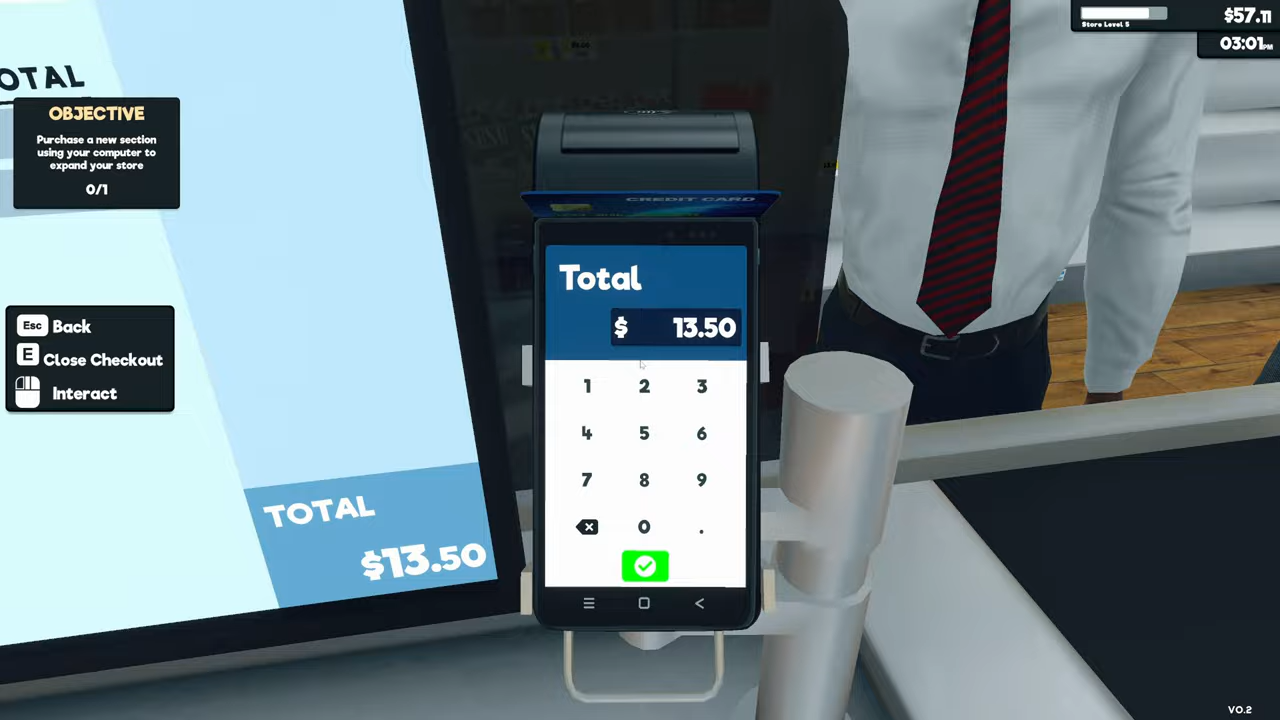 OTAL
OBJECTIVE
Purchase a new section
using your computer to
expand your store
0/1
Esc Back
E Close Checkout
Interact
TOTAL
$13.50
CREDIT CARD
Total
$ 13.50
1 2 3
4 5 6
7 8 9
0 .
Store Level 5
$57.11
03:01PM
V0.2